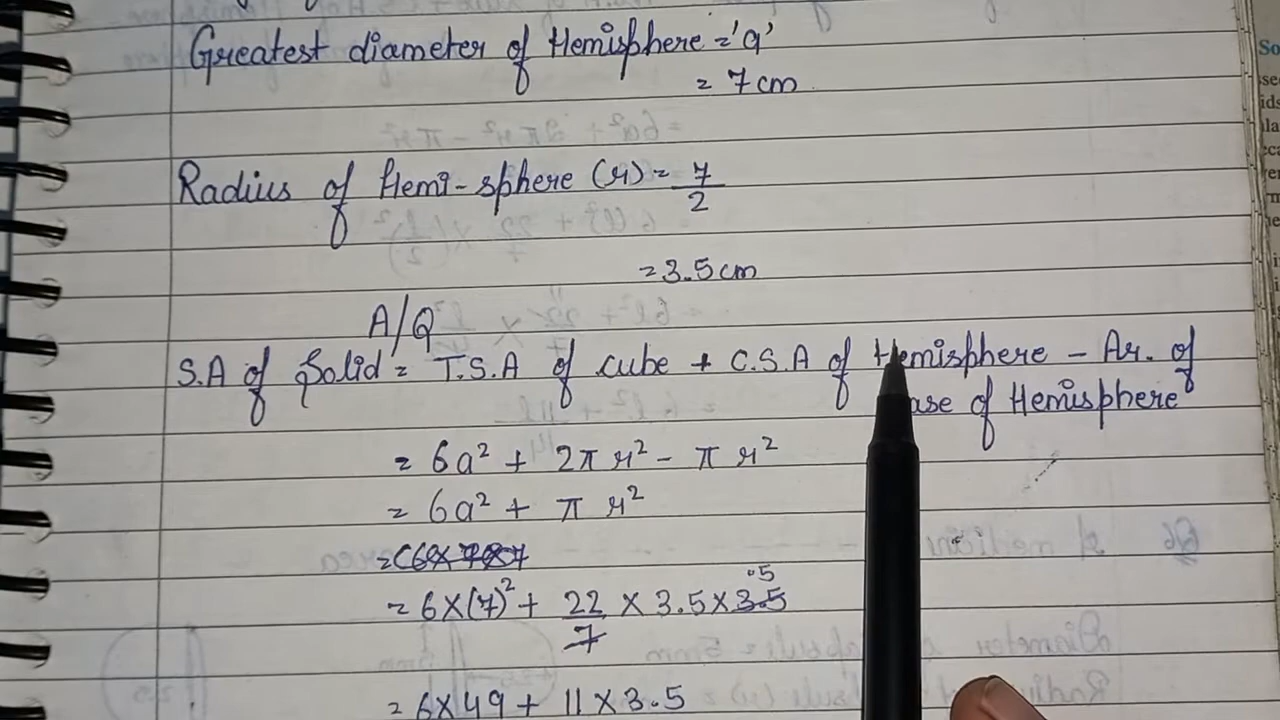 Greatest diameter of Hemisphere = 'a'
= 7 cm
Radius of Hemi-sphere (r) = 7/2
= 3.5 cm
A/Q
S.A of Solid = T.S.A of cube + C.S.A of Hemisphere - Ar. of
ase of Hemisphere
= 6a² + 2πr² - πr²
= 6a² + πr²
= 6×(7)² + 22/7 × 3.5 × 3.5 .5
= 6×49 + 11×3.5